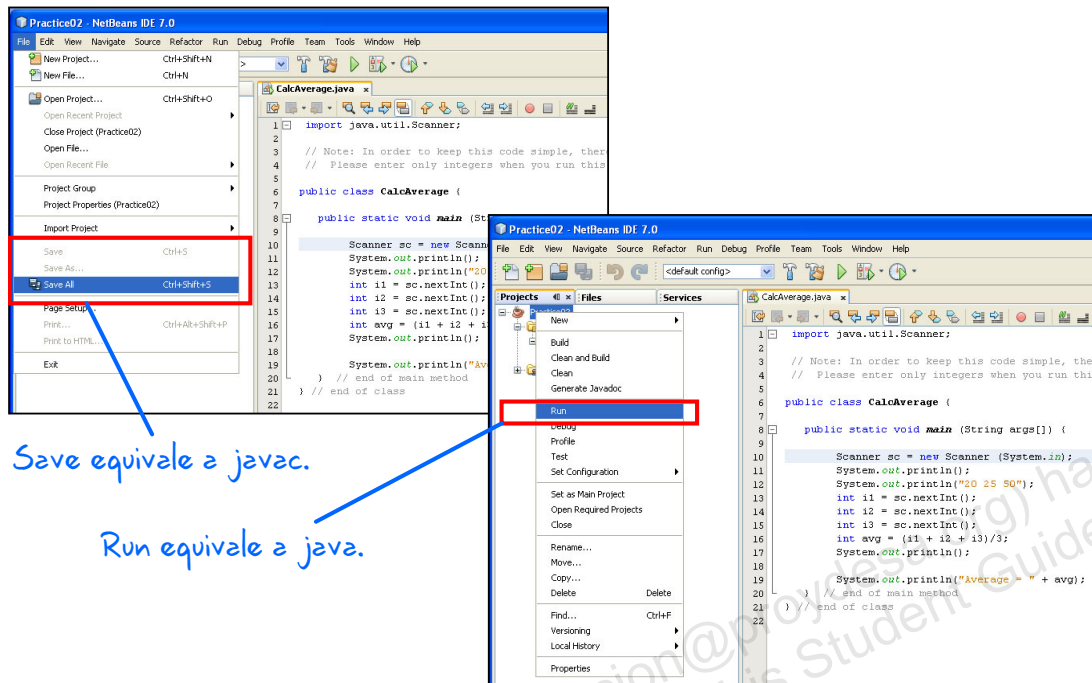 Practice02 - NetBeans IDE 7.0
File Edit View Navigate Source Refactor Run Debug Profile Team Tools Window Help
New Project... Ctrl+Shift+N
New File... Ctrl+N
Open Project... Ctrl+Shift+O
Open Recent Project
Close Project (Practice02)
Open File...
Open Recent File
Project Group
Project Properties (Practice02)
Import Project
Save Ctrl+S
Save As...
Save All Ctrl+Shift+S
Page Setup...
Print... Ctrl+Alt+Shift+P
Print to HTML...
Exit
CalcAverage.java x
1 import java.util.Scanner;
2
3 // Note: In order to keep this code simple, ther
4 // Please enter only integers when you run this
5
6 public class CalcAverage {
7
8 public static void main (St
9
10 Scanner sc = new Scann
11 System.out.println();
12 System.out.println("20
13 int i1 = sc.nextInt();
14 int i2 = sc.nextInt();
15 int i3 = sc.nextInt();
16 int avg = (i1 + i2 + i
17 System.out.println();
18
19 System.out.println("Av
20 } // end of main method
21 } // end of class
22
Save equivale a javac.
Run equivale a java.
Practice02 - NetBeans IDE 7.0
File Edit View Navigate Source Refactor Run Debug Profile Team Tools Window Help
<default config>
Projects x Files Services
Practice02
New
Build
Clean and Build
Clean
Generate Javadoc
Run
Debug
Profile
Test
Set Configuration
Set as Main Project
Open Required Projects
Close
Rename...
Move...
Copy...
Delete Delete
Find... Ctrl+F
Versioning
Local History
Properties
CalcAverage.java x
1 import java.util.Scanner;
2
3 // Note: In order to keep this code simple, the
4 // Please enter only integers when you run thi
5
6 public class CalcAverage {
7
8 public static void main (String args[]) {
9
10 Scanner sc = new Scanner (System.in);
11 System.out.println();
12 System.out.println("20 25 50");
13 int i1 = sc.nextInt();
14 int i2 = sc.nextInt();
15 int i3 = sc.nextInt();
16 int avg = (i1 + i2 + i3)/3;
17 System.out.println();
18
19 System.out.println("Average = " + avg);
20 } // end of main method
21 } // end of class
22
sion@proydesa.org) ha
is Student Guide